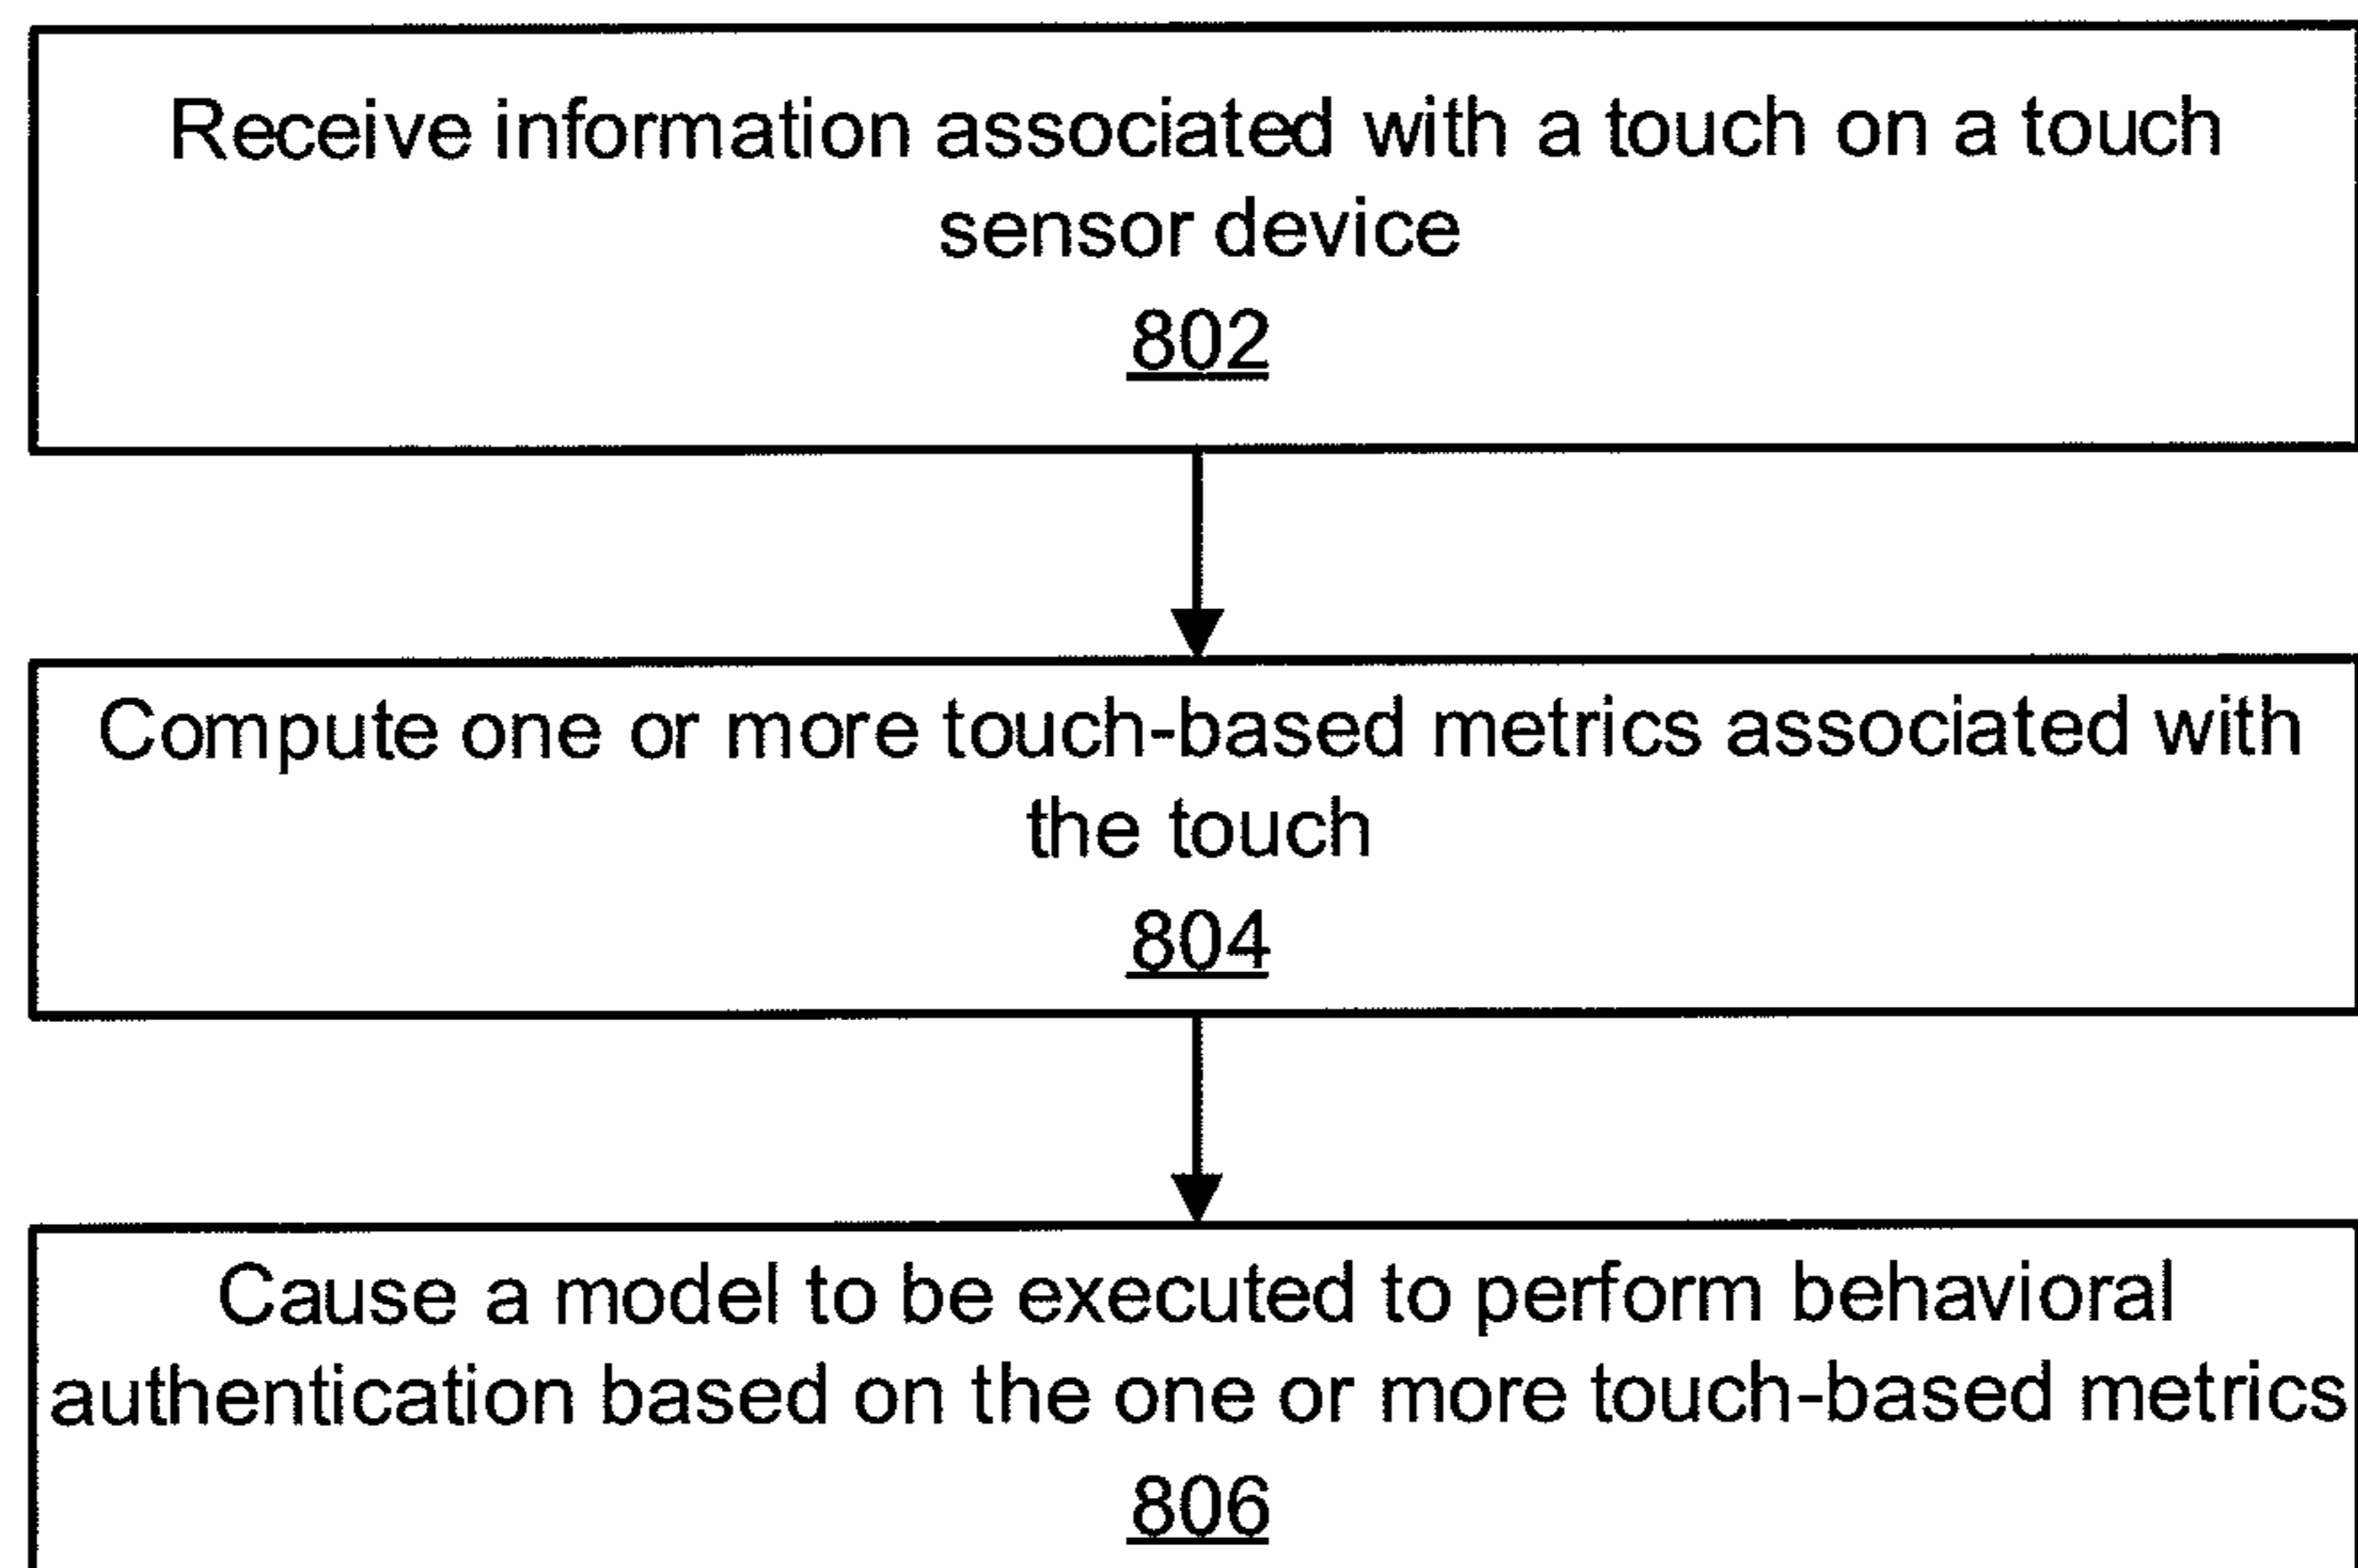 Receive information associated with a touch on a touch
sensor device
802
Compute one or more touch-based metrics associated with
the touch
804
Cause a model to be executed to perform behavioral
authentication based on the one or more touch-based metrics
806